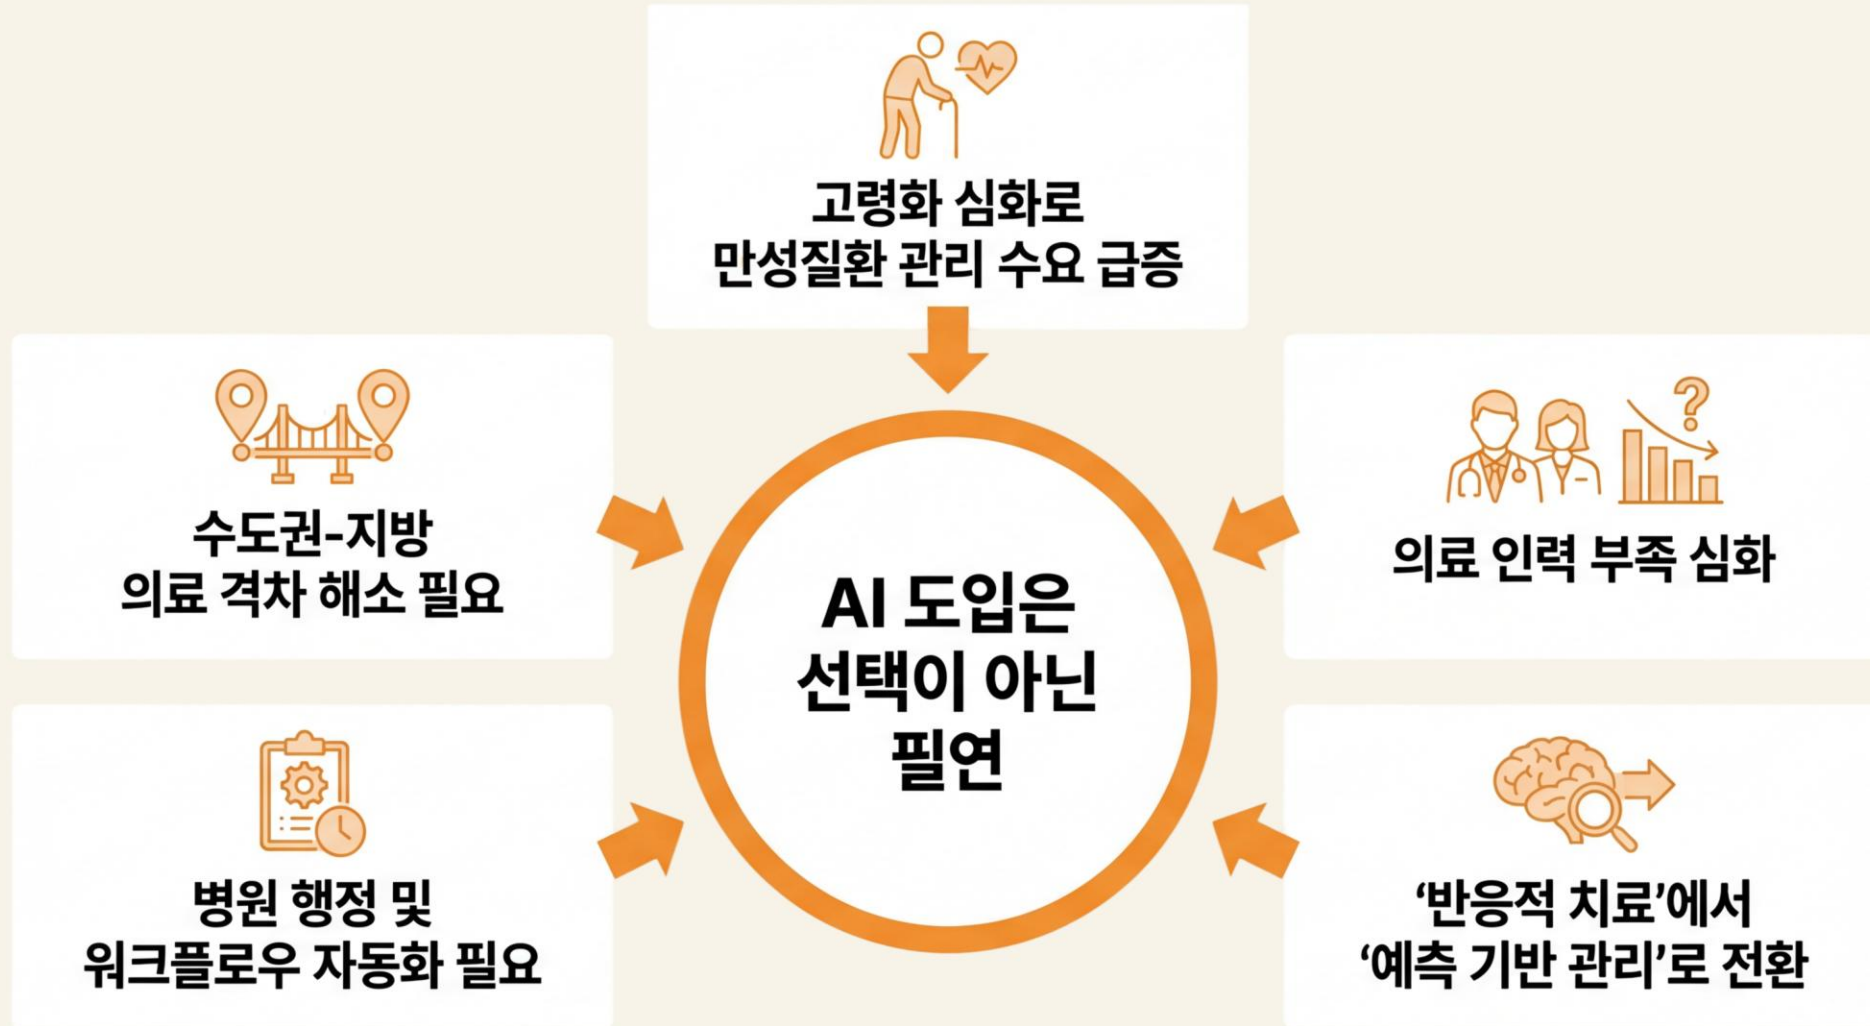 고령화 심화로
만성질환 관리 수요 급증
수도권-지방
의료 격차 해소 필요
?
의료 인력 부족 심화
AI 도입은
선택이 아닌
필연
병원 행정 및
워크플로우 자동화 필요
‘반응적 치료’에서
‘예측 기반 관리’로 전환